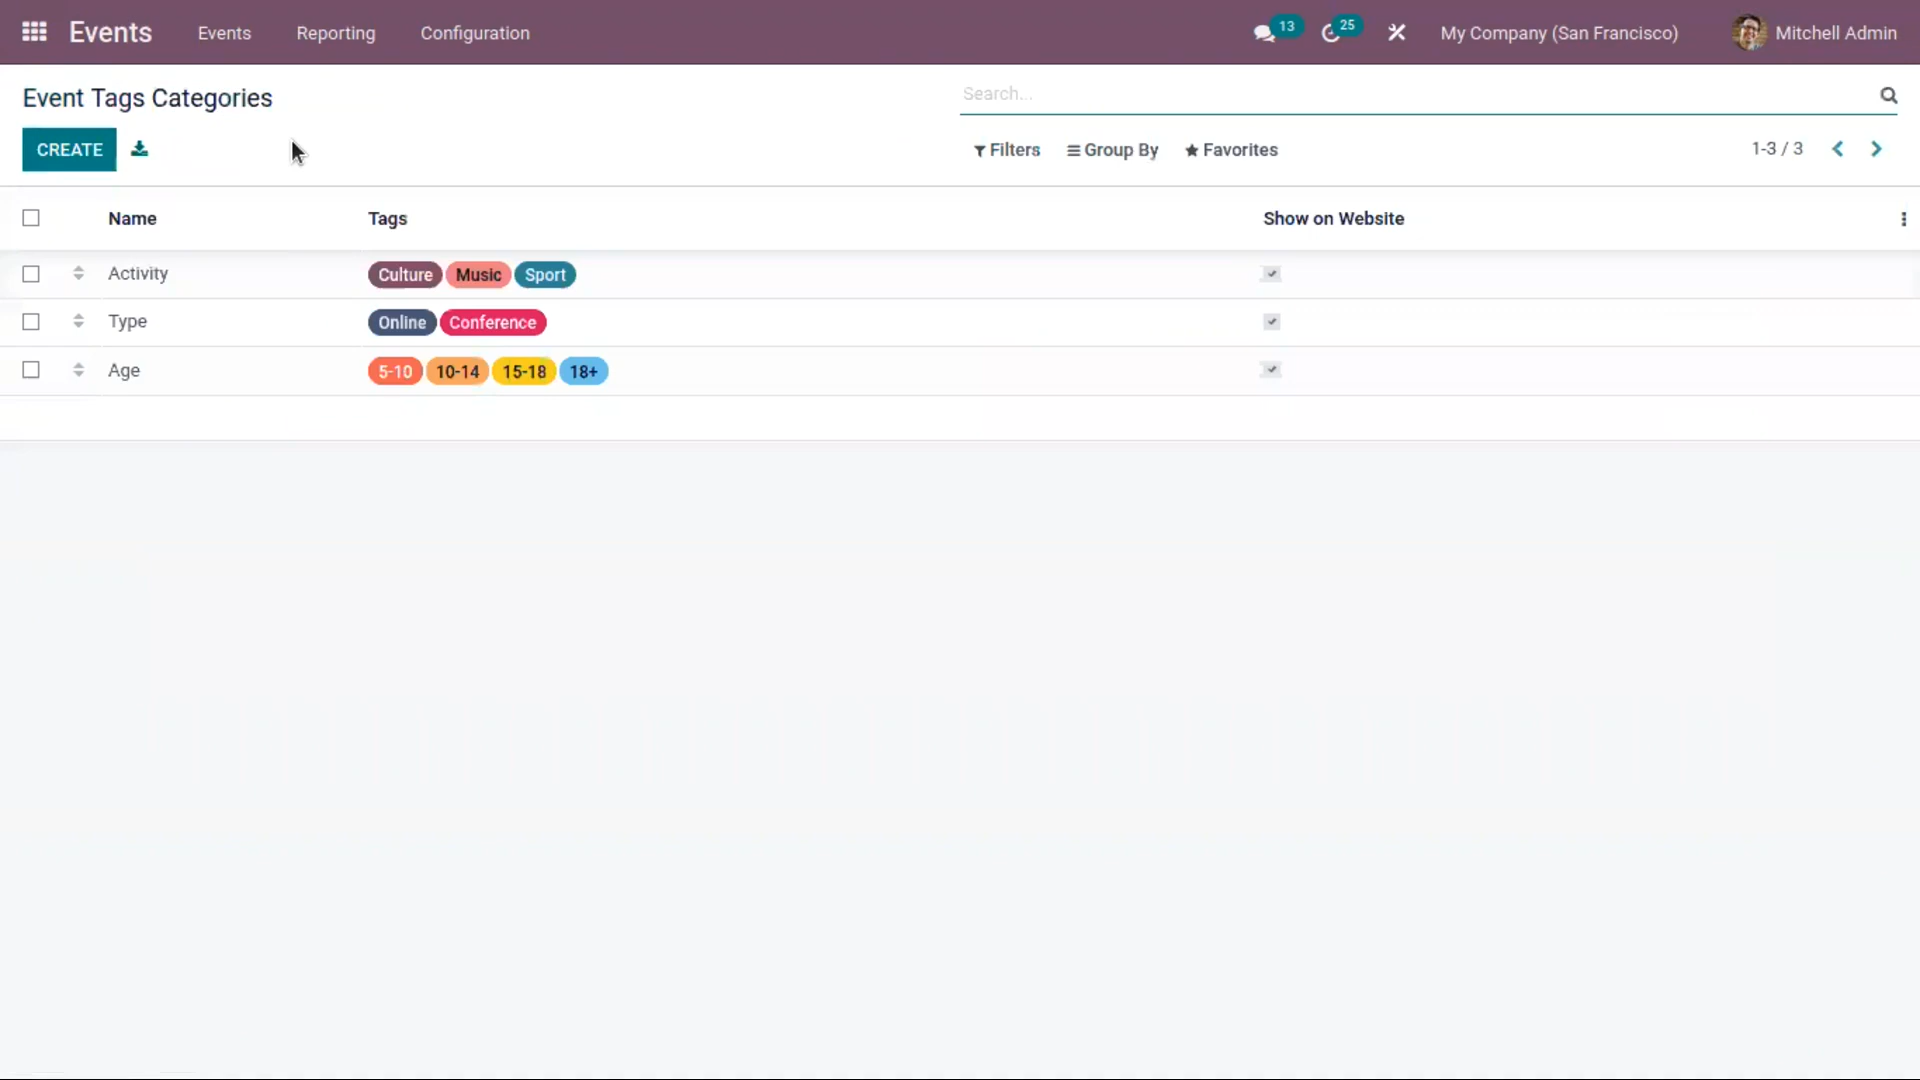 Events Events Reporting Configuration 13 25 My Company (San Francisco) Mitchell Admin
Event Tags Categories Search...
CREATE Filters Group By Favorites 1-3 / 3
Name Tags Show on Website
Activity Culture Music Sport
Type Online Conference
Age 5-10 10-14 15-18 18+